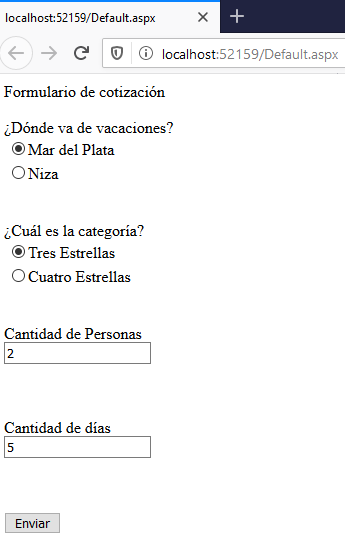 localhost:52159/Default.aspx
localhost:52159/Default.aspx
Formulario de cotización
¿Dónde va de vacaciones?
Mar del Plata
Niza
¿Cuál es la categoría?
Tres Estrellas
Cuatro Estrellas
Cantidad de Personas
2
Cantidad de días
5
Enviar